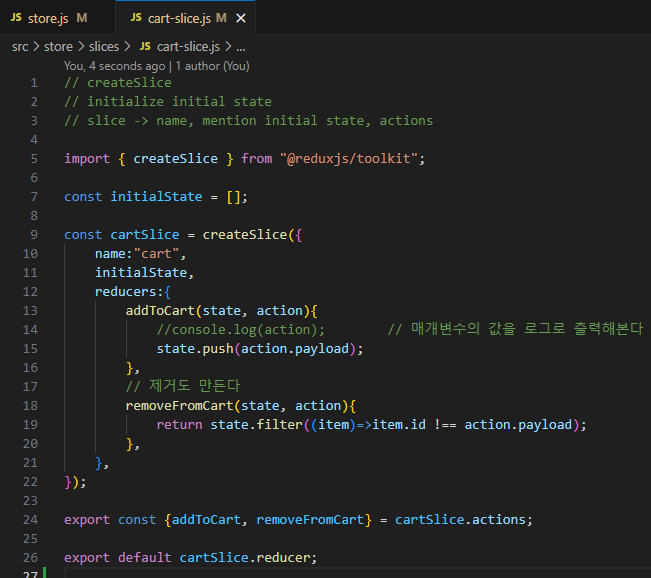 JS store.js M JS cart-slice.js M ×
src > store > slices > JS cart-slice.js > ...
You, 4 seconds ago | 1 author (You)
1 // createSlice
2 // initialize initial state
3 // slice -> name, mention initial state, actions
4
5 import { createSlice } from "@reduxjs/toolkit";
6
7 const initialState = [];
8
9 const cartSlice = createSlice({
10 name:"cart",
11 initialState,
12 reducers:{
13 addToCart(state, action){
14 //console.log(action); // 매개변수의 값을 로그로 출력해본다
15 state.push(action.payload);
16 },
17 // 제거도 만든다
18 removeFromCart(state, action){
19 return state.filter((item)=>item.id !== action.payload);
20 },
21 },
22 });
23
24 export const {addToCart, removeFromCart} = cartSlice.actions;
25
26 export default cartSlice.reducer;
27